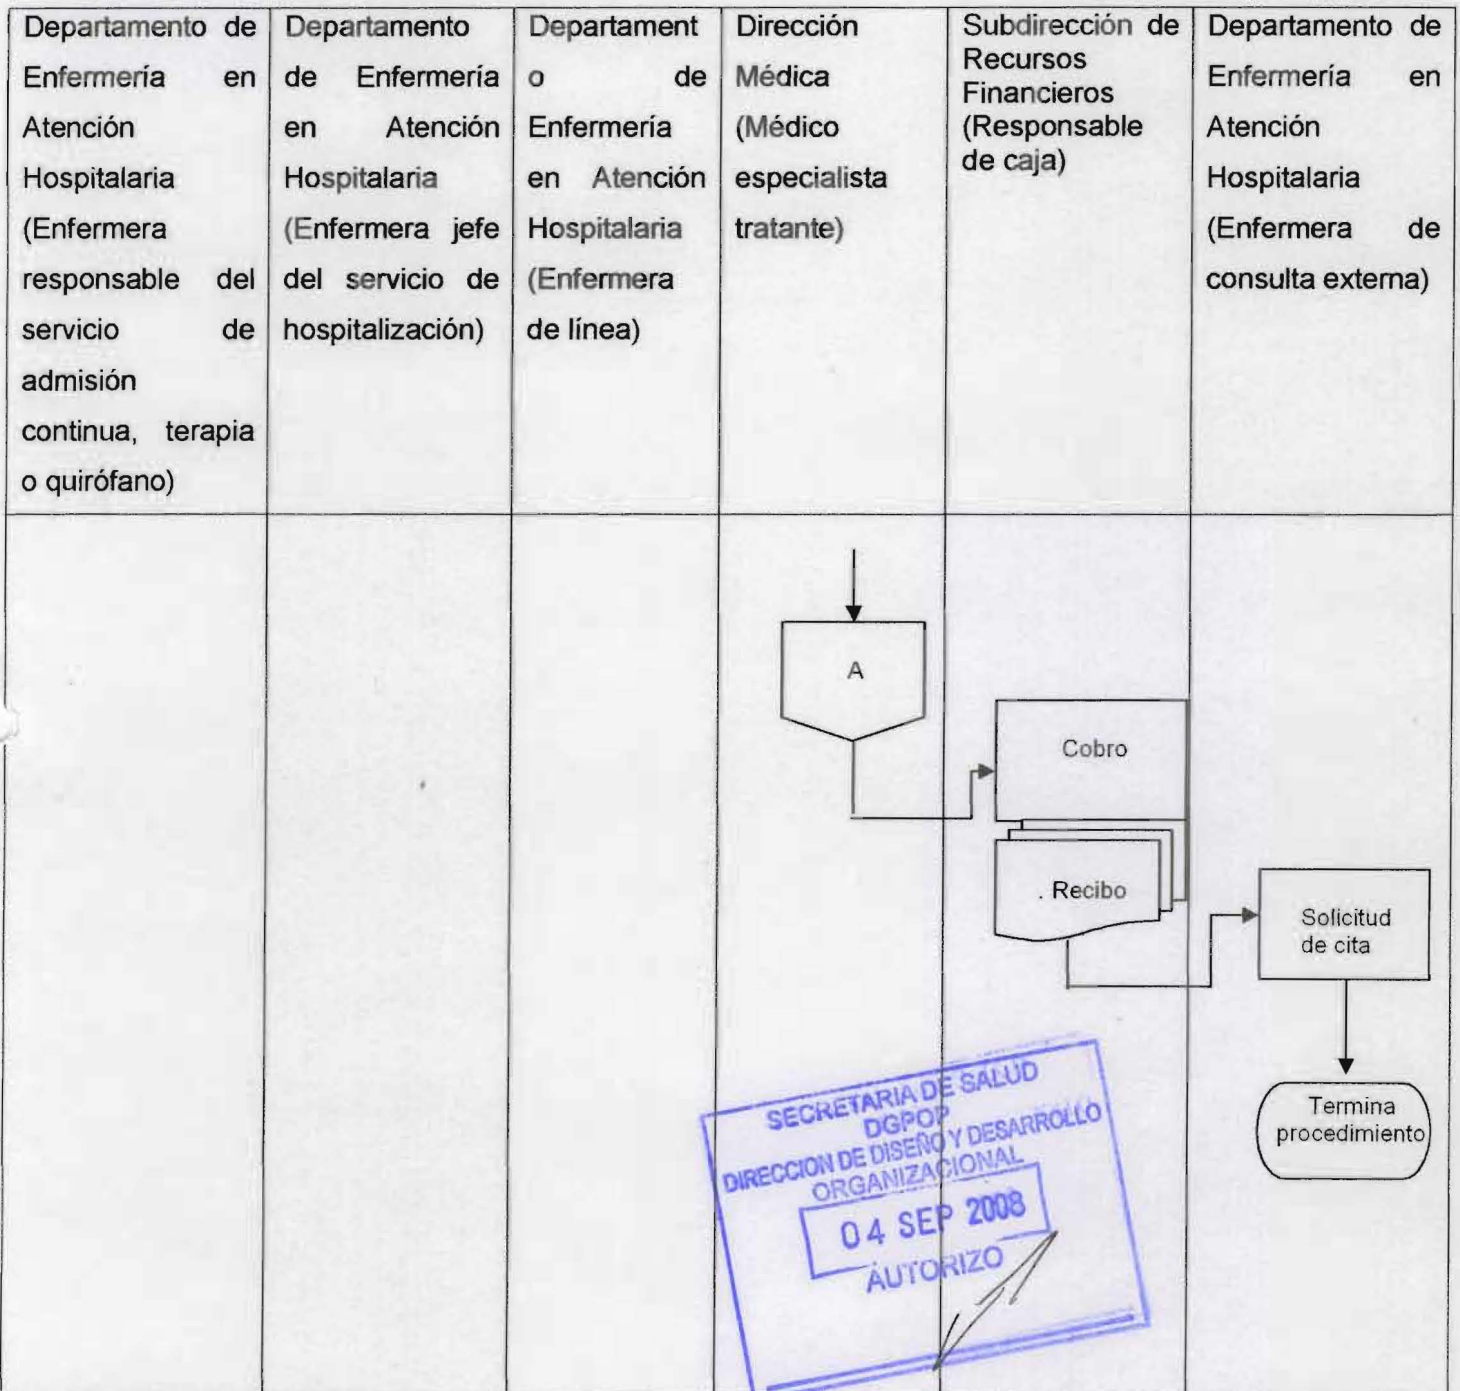 Departamento de
Enfermería en
Atención
Hospitalaria
(Enfermera
responsable del
servicio de
admisión
continua, terapia
o quirófano)
Departamento
de Enfermería
en Atención
Hospitalaria
(Enfermera jefe
del servicio de
hospitalización)
Departament
o de
Enfermería
en Atención
Hospitalaria
(Enfermera
de línea)
Dirección
Médica
(Médico
especialista
tratante)
Subdirección de
Recursos
Financieros
(Responsable
de caja)
Departamento de
Enfermería en
Atención
Hospitalaria
(Enfermera de
consulta externa)
A
Cobro
. Recibo
Solicitud
de cita
Termina
procedimiento
SECRETARIA DE SALUD
DGPOP
DIRECCION DE DISEÑO Y DESARROLLO
ORGANIZACIONAL
04 SEP 2008
AUTORIZO